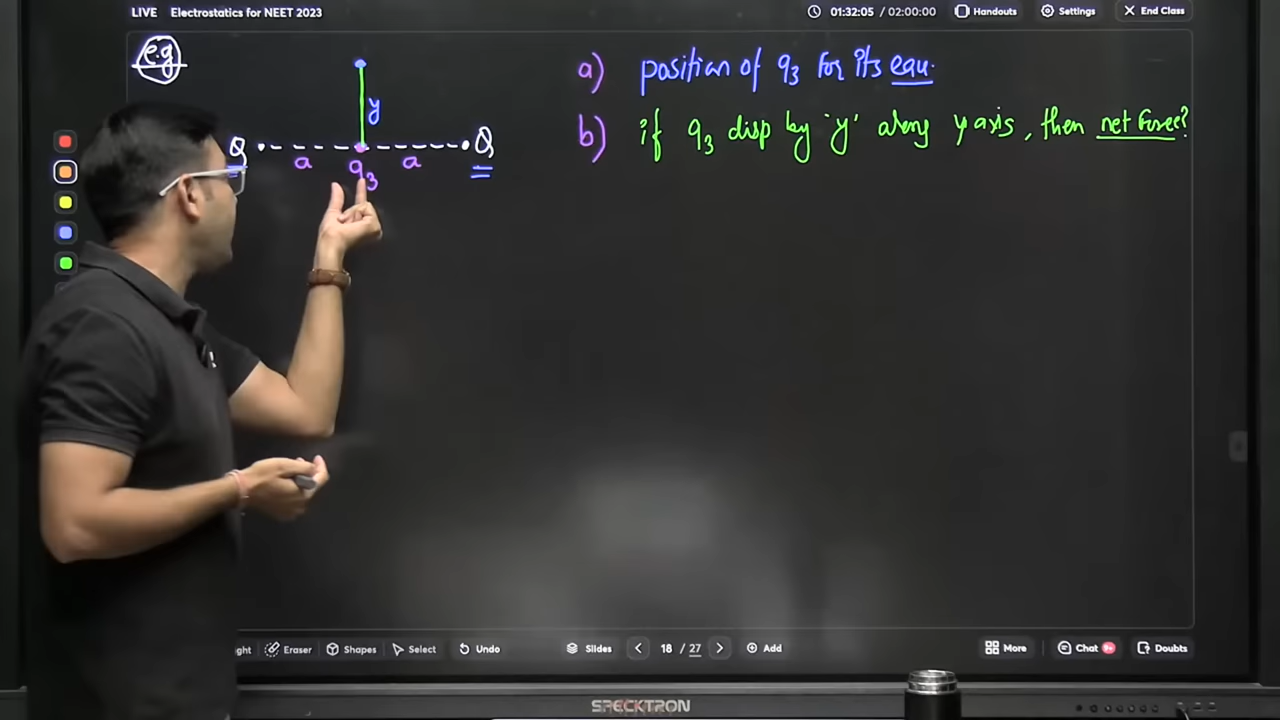 LIVE Electrostatics for NEET 2023 01:32:05 / 02:00:00 Handouts Settings End Class
e.g
a) position of q3 for its equ.
y
b) if q3 disp by 'y' along y axis, then net Force?
Q a q3 a Q
ght Eraser Shapes Select Undo Slides 18 / 27 Add More Chat 9+ Doubts
SPECKTRON